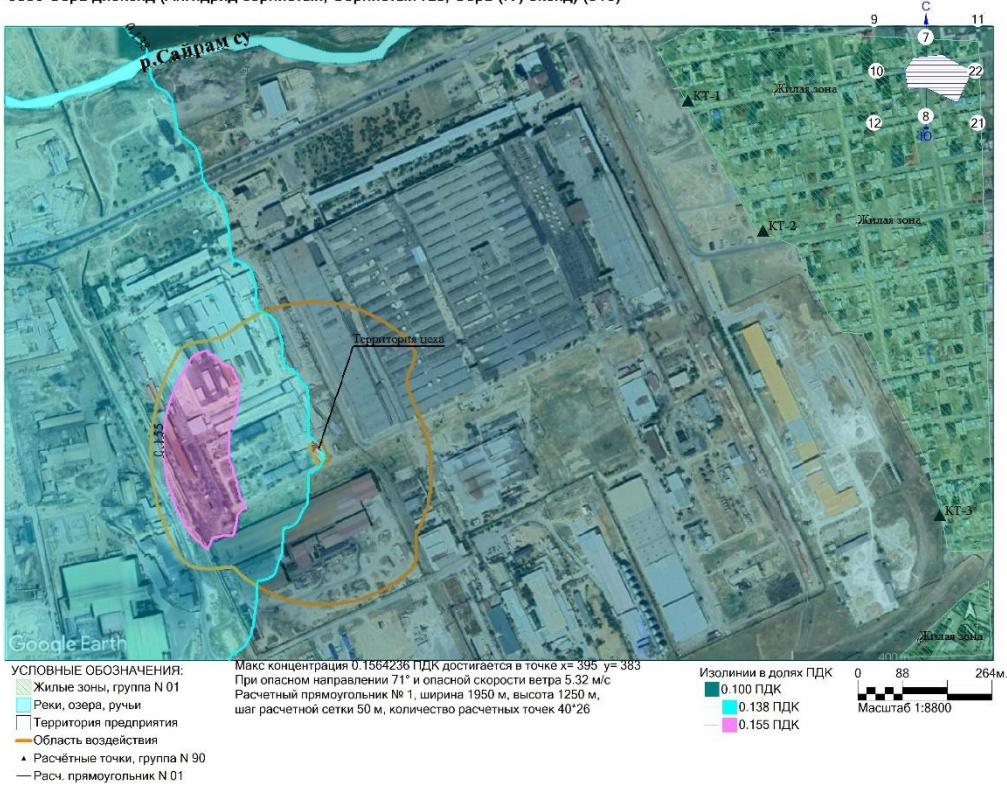 р.Сайрам су
С
9
11
7
10
22
12
8
21
Ю
КТ-1
Жилая зона
КТ-2
Жилая зона
Территория цеха
0.155
КТ-3
Жилая зона
Google Earth
400 m
УСЛОВНЫЕ ОБОЗНАЧЕНИЯ:
Жилые зоны, группа N 01
Реки, озера, ручьи
Территория предприятия
Область воздействия
Расчётные точки, группа N 90
Расч. прямоугольник N 01
Макс концентрация 0.1564236 ПДК достигается в точке x= 395 y= 383
При опасном направлении 71° и опасной скорости ветра 5.32 м/с
Расчетный прямоугольник № 1, ширина 1950 м, высота 1250 м,
шаг расчетной сетки 50 м, количество расчетных точек 40*26
Изолинии в долях ПДК
0.100 ПДК
0.138 ПДК
0.155 ПДК
0 88 264м.
Масштаб 1:8800